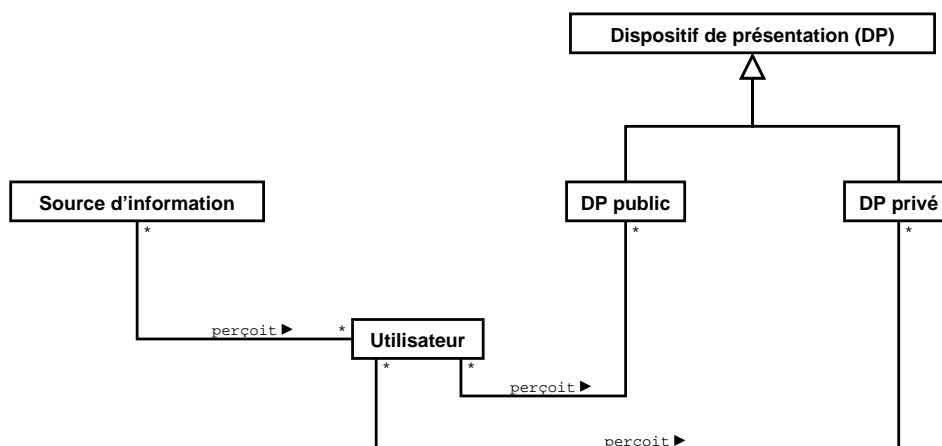 Dispositif de présentation (DP)
Source d'information
DP public
DP privé
*
*
*
perçoit ►
*
Utilisateur
*
*
perçoit ►
perçoit ►